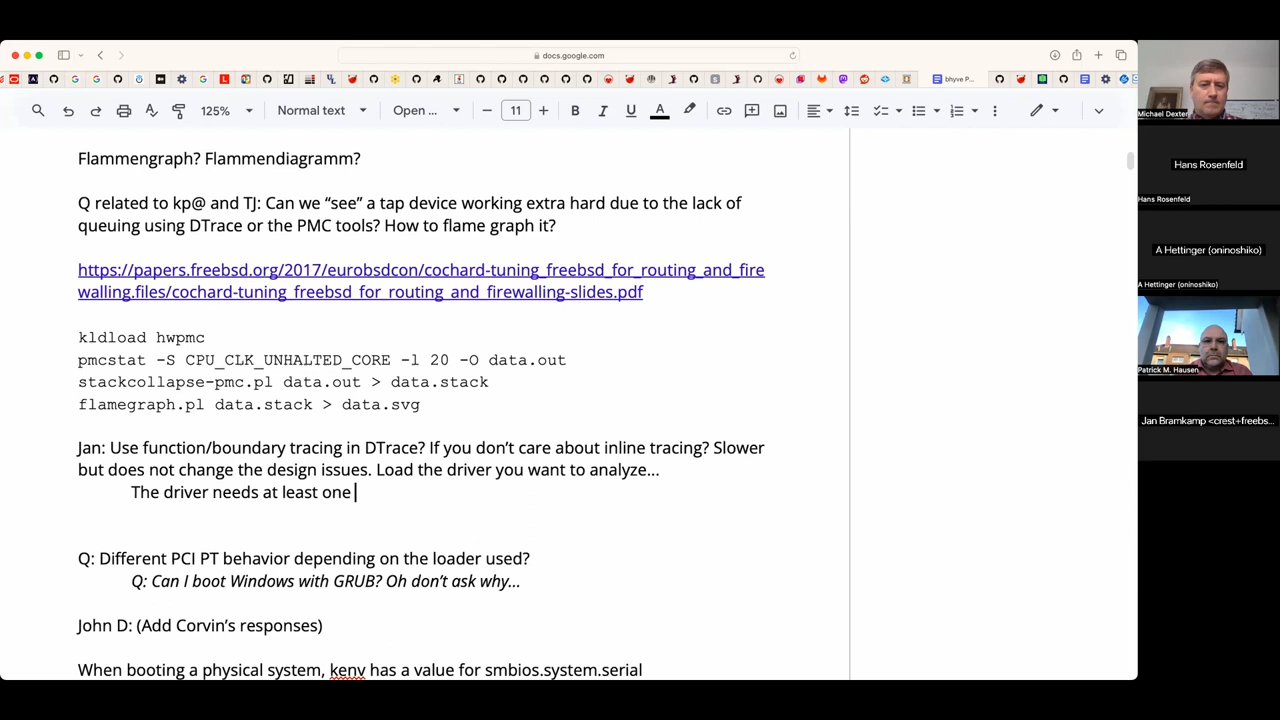 docs.google.com
bhyve P...
125%
Normal text
Open ...
11
Flammengraph? Flammendiagramm?
Q related to kp@ and TJ: Can we “see” a tap device working extra hard due to the lack of
queuing using DTrace or the PMC tools? How to flame graph it?
https://papers.freebsd.org/2017/eurobsdcon/cochard-tuning_freebsd_for_routing_and_fire
walling.files/cochard-tuning_freebsd_for_routing_and_firewalling-slides.pdf
kldload hwpmc
pmcstat -S CPU_CLK_UNHALTED_CORE -l 20 -O data.out
stackcollapse-pmc.pl data.out > data.stack
flamegraph.pl data.stack > data.svg
Jan: Use function/boundary tracing in DTrace? If you don’t care about inline tracing? Slower
but does not change the design issues. Load the driver you want to analyze...
The driver needs at least one
Q: Different PCI PT behavior depending on the loader used?
Q: Can I boot Windows with GRUB? Oh don’t ask why...
John D: (Add Corvin’s responses)
When booting a physical system, kenv has a value for smbios.system.serial
Michael Dexter
Hans Rosenfeld
Hans Rosenfeld
A Hettinger (oninoshiko)
A Hettinger (oninoshiko)
Patrick M. Hausen
Jan Bramkamp <crest+freebs...